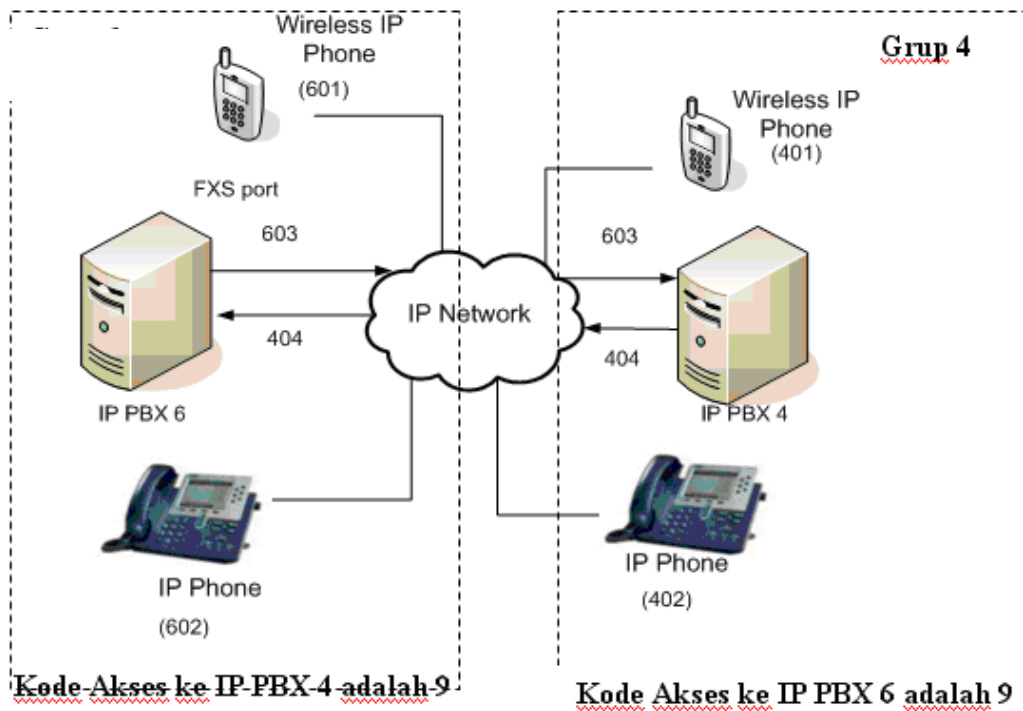 Wireless IP
Phone
(601)
FXS port
603
404
IP PBX 6
IP Phone
(602)
Kode Akses ke IP PBX 4 adalah 9
IP Network
Grup 4
Wireless IP
Phone
(401)
603
404
IP PBX 4
IP Phone
(402)
Kode Akses ke IP PBX 6 adalah 9